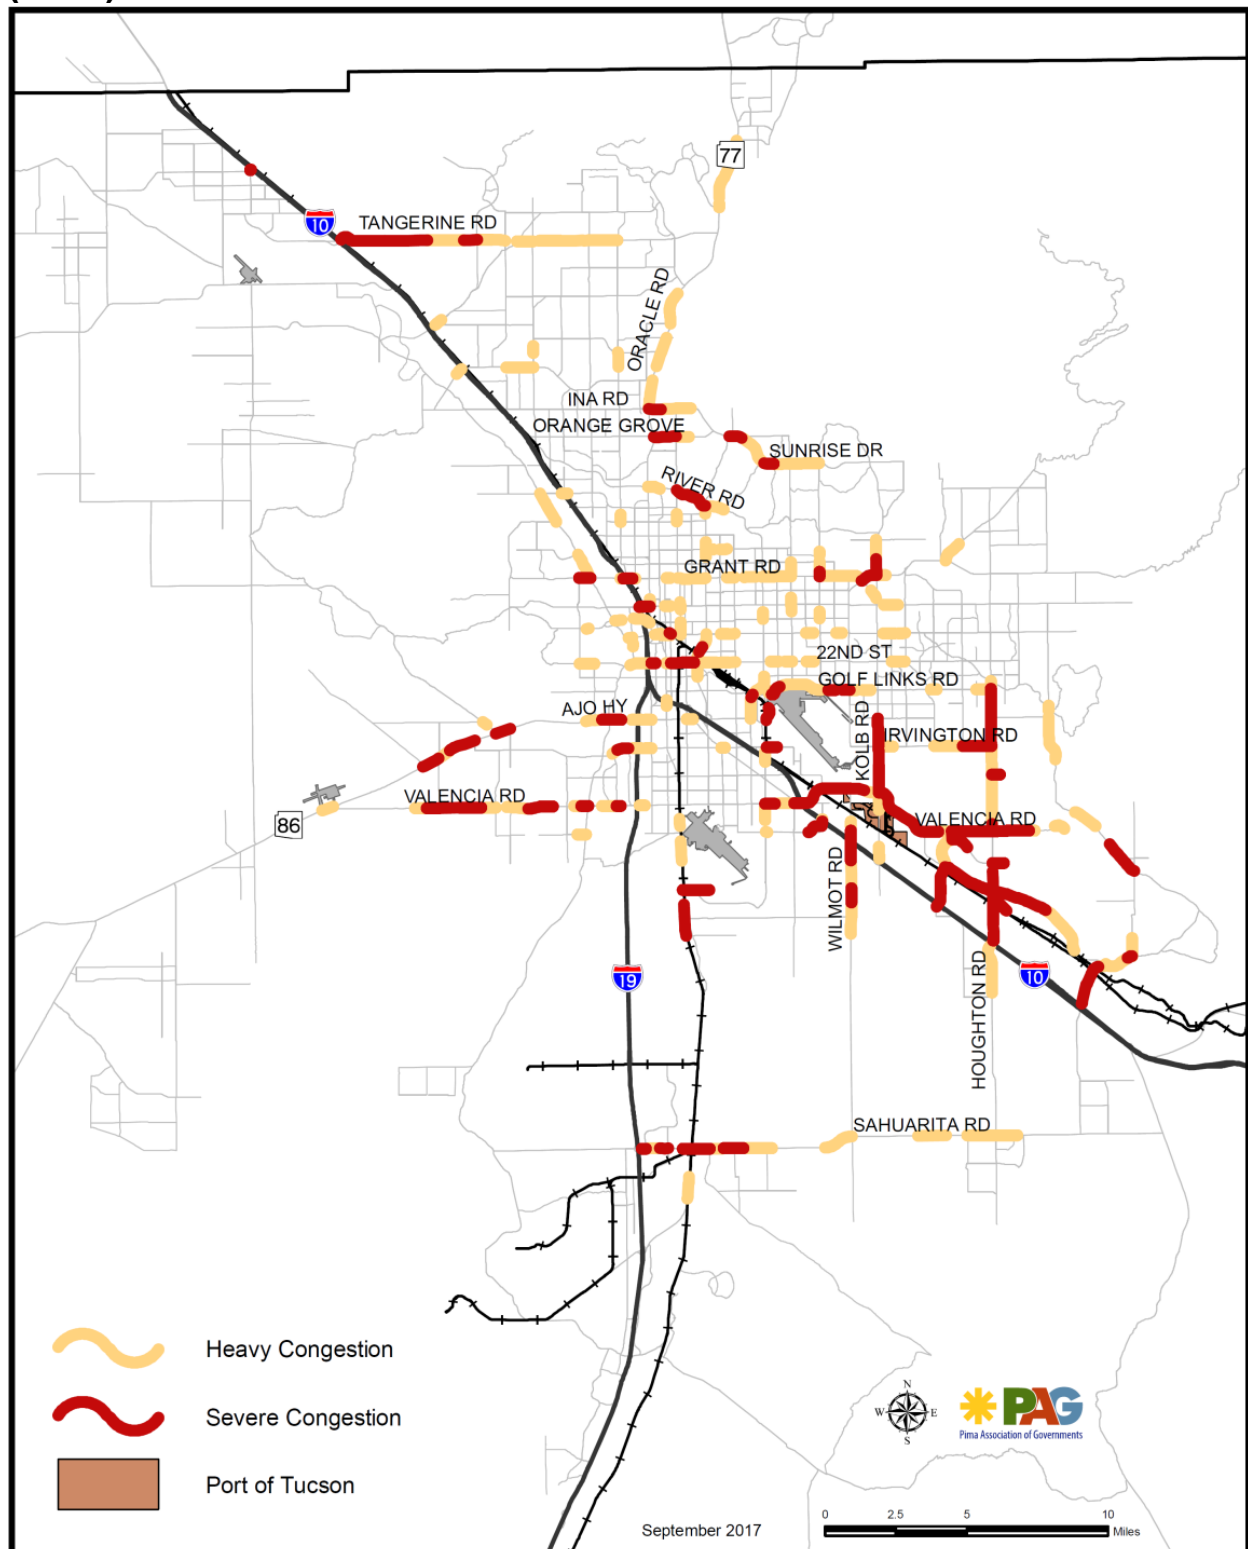 77
10
TANGERINE RD
ORACLE RD
INA RD
ORANGE GROVE
SUNRISE DR
RIVER RD
GRANT RD
22ND ST
GOLF LINKS RD
AJO HY
KOLB RD
IRVINGTON RD
VALENCIA RD
86
VALENCIA RD
WILMOT RD
19
HOUGHTON RD
10
SAHUARITA RD
Heavy Congestion
Severe Congestion
Port of Tucson
N
W E
S
PAG
Pima Association of Governments
September 2017
0 2.5 5 10
Miles